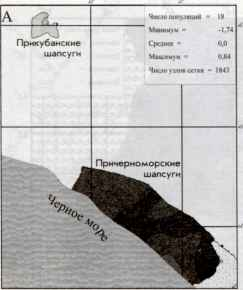 А
Число популяций = 18
Минимум = -1,74
Средняя = 0,0
Максимум = 0,84
Число узлов сетки = 1843
?
Прикубанские
шапсуги
Причерноморские
шапсуги
Черное море